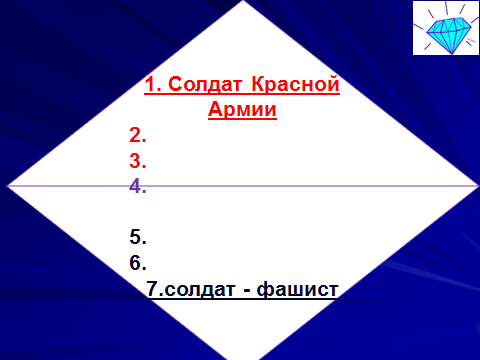 1. Солдат Красной
Армии
2.
3.
4.
5.
6.
7.солдат - фашист